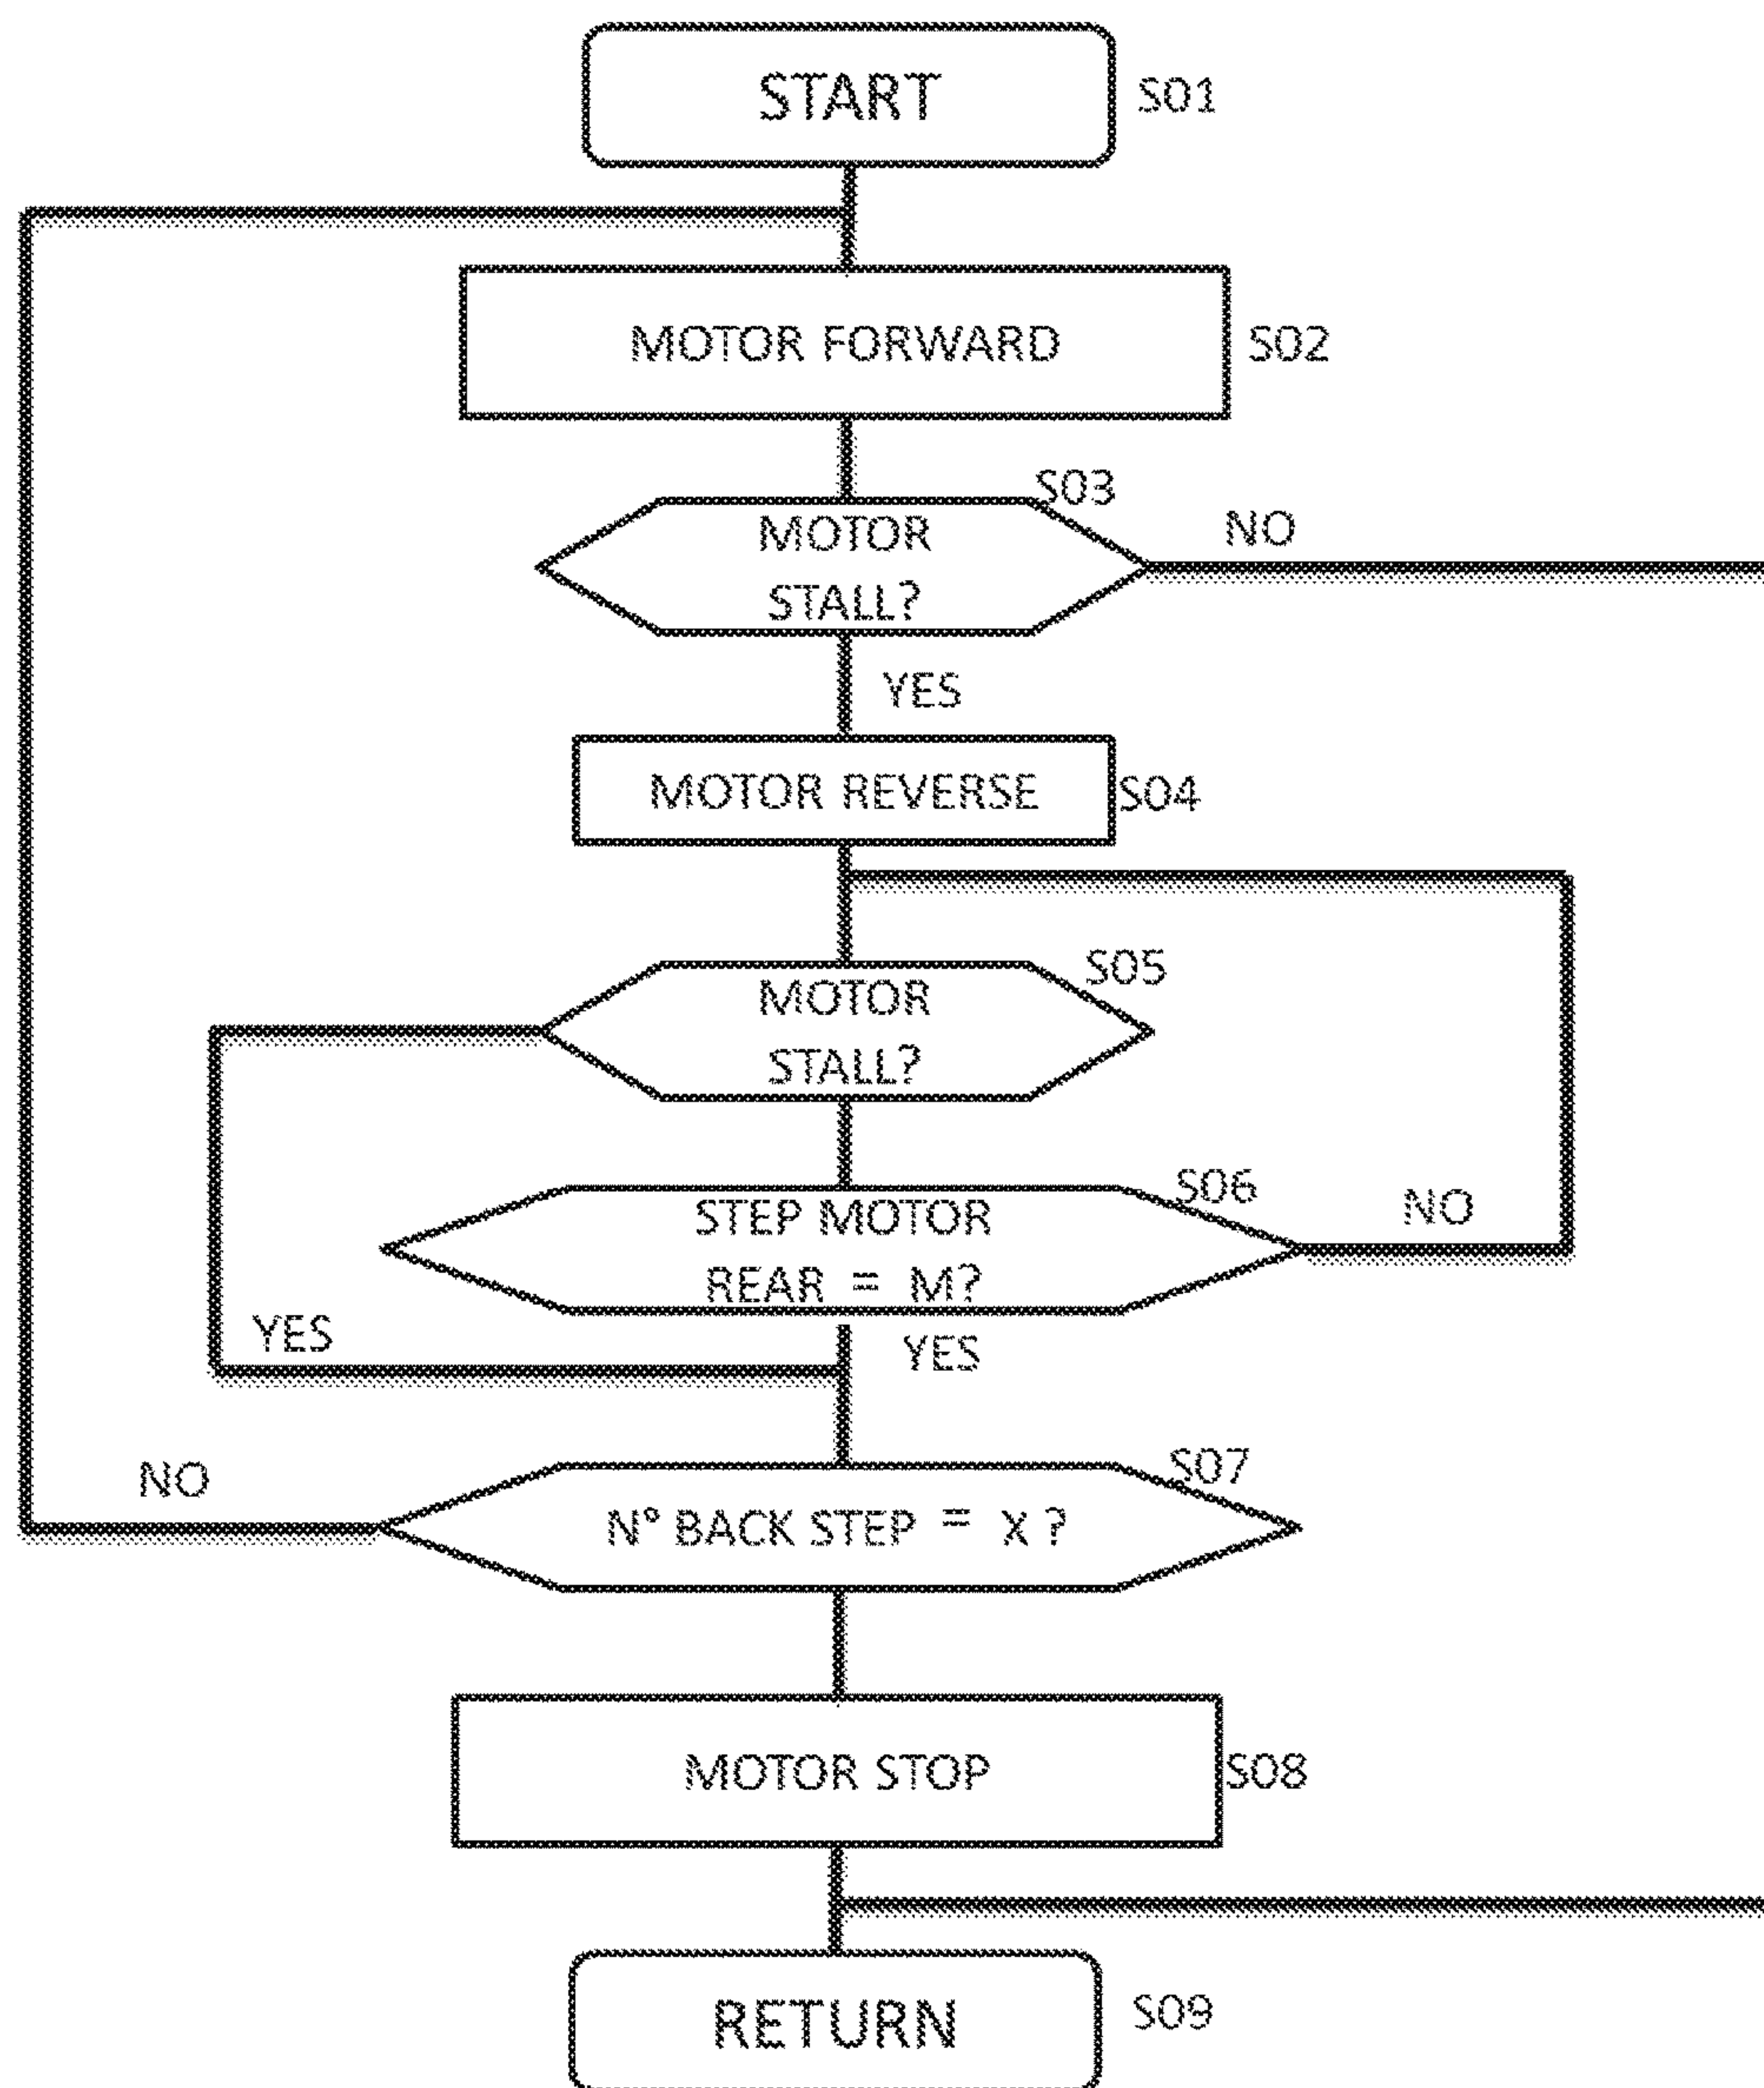 START
S01
MOTOR FORWARD
S02
S03
MOTOR
STALL?
NO
YES
MOTOR REVERSE
S04
S05
MOTOR
STALL?
S06
STEP MOTOR
REAR = M?
NO
YES
YES
S07
NO
N° BACK STEP = X ?
MOTOR STOP
S08
RETURN
S09